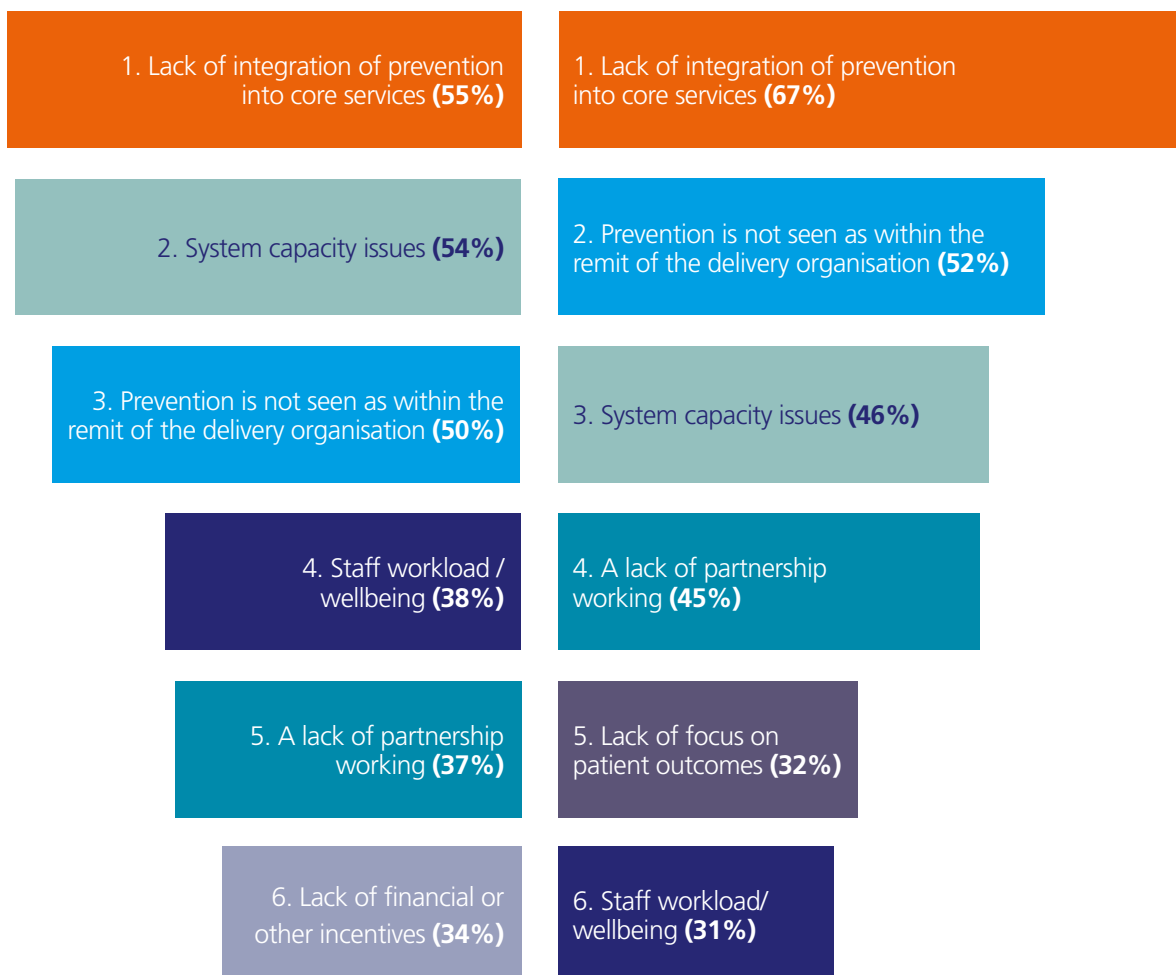 1. Lack of integration of prevention
into core services (55%)
2. System capacity issues (54%)
3. Prevention is not seen as within the
remit of the delivery organisation (50%)
4. Staff workload /
wellbeing (38%)
5. A lack of partnership
working (37%)
6. Lack of financial or
other incentives (34%)
1. Lack of integration of prevention
into core services (67%)
2. Prevention is not seen as within the
remit of the delivery organisation (52%)
3. System capacity issues (46%)
4. A lack of partnership
working (45%)
5. Lack of focus on
patient outcomes (32%)
6. Staff workload/
wellbeing (31%)